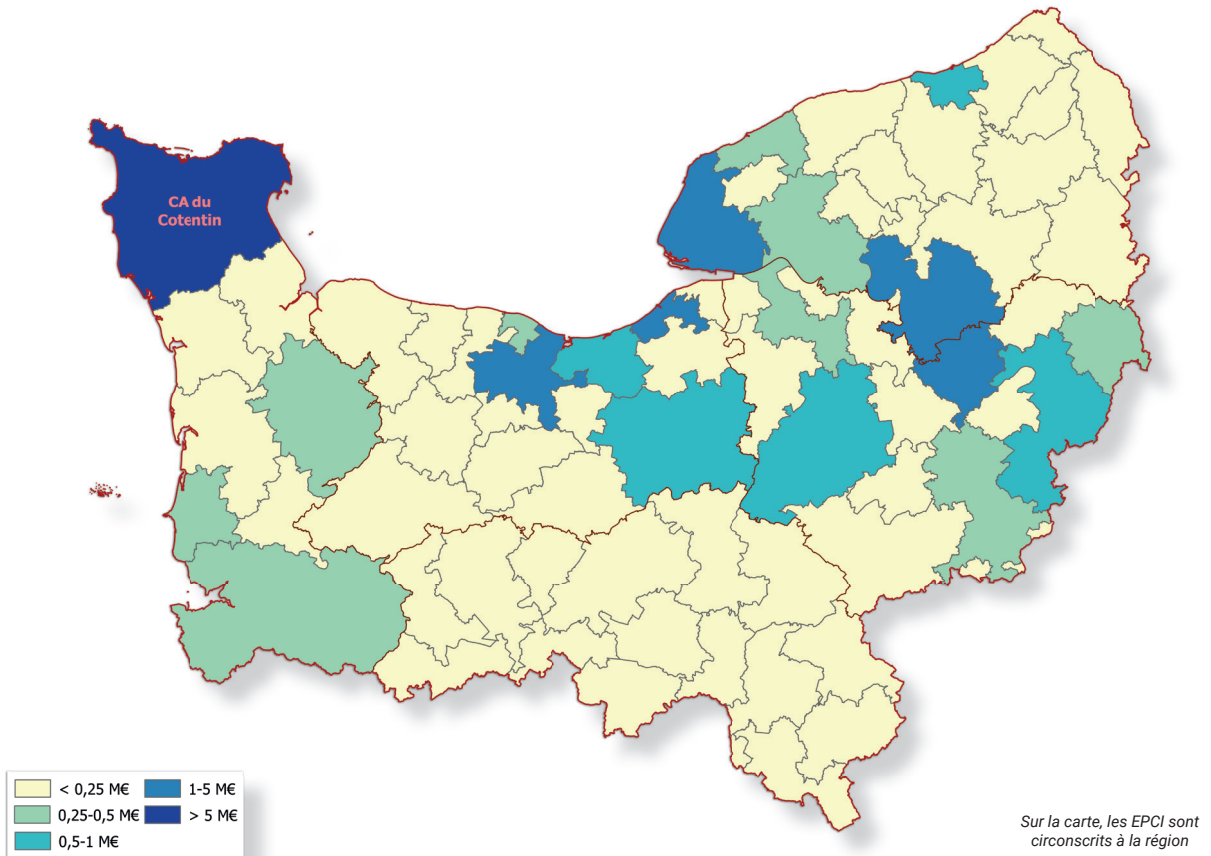 CA du
Cotentin
< 0,25 M€
1-5 M€
0,25-0,5 M€
> 5 M€
0,5-1 M€
Sur la carte, les EPCI sont
circonscrits à la région